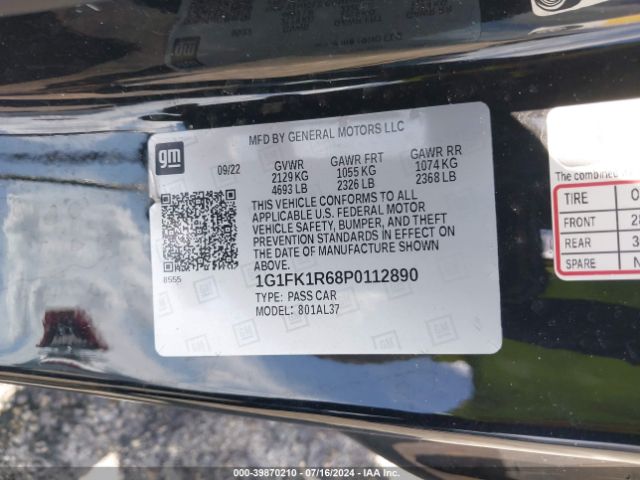 MFD BY GENERAL MOTORS LLC
gm
09/22
GVWR
2129 KG
4693 LB
GAWR FRT
1055 KG
2326 LB
GAWR RR
1074 KG
2368 LB
THIS VEHICLE CONFORMS TO ALL
APPLICABLE U.S. FEDERAL MOTOR
VEHICLE SAFETY, BUMPER, AND THEFT
PREVENTION STANDARDS IN EFFECT ON
THE DATE OF MANUFACTURE SHOWN
ABOVE.
8555
1G1FK1R68P0112890
TYPE: PASS CAR
MODEL: 801AL37
The combined
TIRE
FRONT
REAR
SPARE
000-39870210 - 07/16/2024 - IAA Inc.